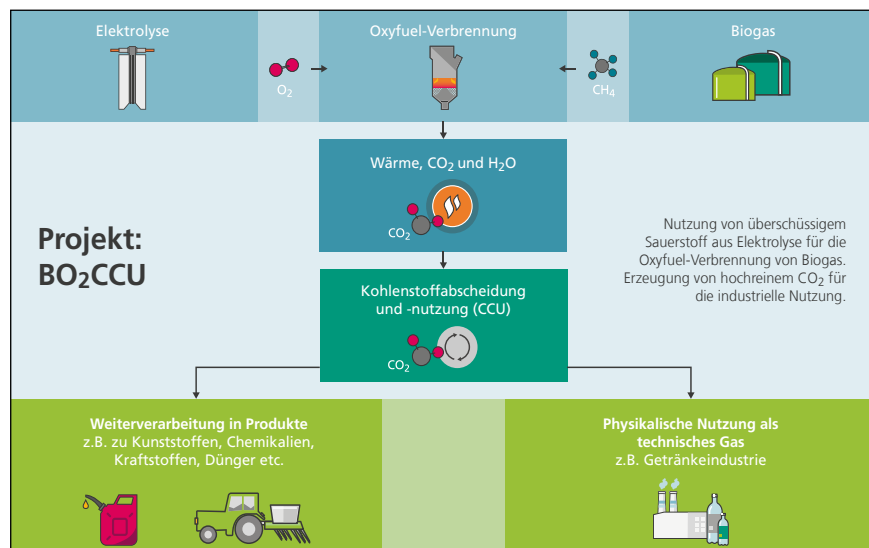 Elektrolyse
Oxyfuel-Verbrennung
Biogas
O₂
CH₄
Wärme, CO₂ und H₂O
CO₂
Projekt:
BO₂CCU
Nutzung von überschüssigem
Sauerstoff aus Elektrolyse für die
Oxyfuel-Verbrennung von Biogas.
Erzeugung von hochreinem CO₂ für
die industrielle Nutzung.
Kohlenstoffabscheidung
und -nutzung (CCU)
CO₂
Weiterverarbeitung in Produkte
z.B. zu Kunststoffen, Chemikalien,
Kraftstoffen, Dünger etc.
Physikalische Nutzung als
technisches Gas
z.B. Getränkeindustrie